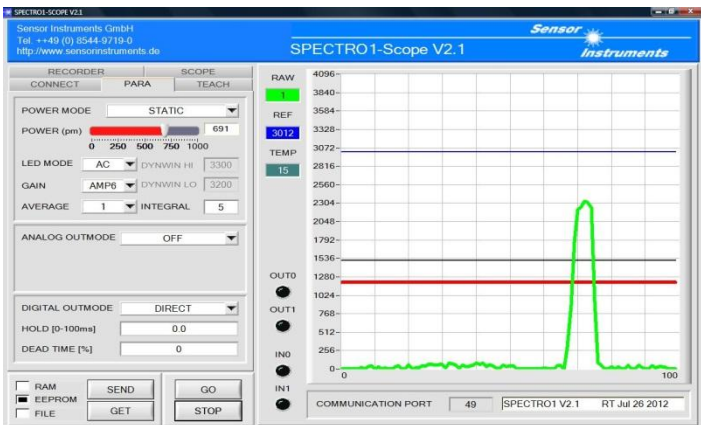 SPECTRO1-SCOPE V2.1
Sensor Instruments GmbH
Tel. ++49 (0) 8544-9719-0
http://www.sensorinstruments.de
SPECTRO1-Scope V2.1
Sensor
Instruments
RECORDER SCOPE
CONNECT PARA TEACH
POWER MODE STATIC
POWER (pm) 691
0 250 500 750 1000
LED MODE AC DYNWIN HI 3300
GAIN AMP6 DYNWIN LO 3200
AVERAGE 1 INTEGRAL 5
ANALOG OUTMODE OFF
DIGITAL OUTMODE DIRECT
HOLD [0-100ms] 0.0
DEAD TIME [%] 0
RAM
EEPROM
FILE
SEND GO
GET STOP
RAW
1
REF
3012
TEMP
15
OUT0
OUT1
IN0
IN1
4096
3840
3584
3328
3072
2816
2560
2304
2048
1792
1536
1280
1024
768
512
256
0
0 100
COMMUNICATION PORT 49 SPECTRO1 V2.1 RT Jul 26 2012